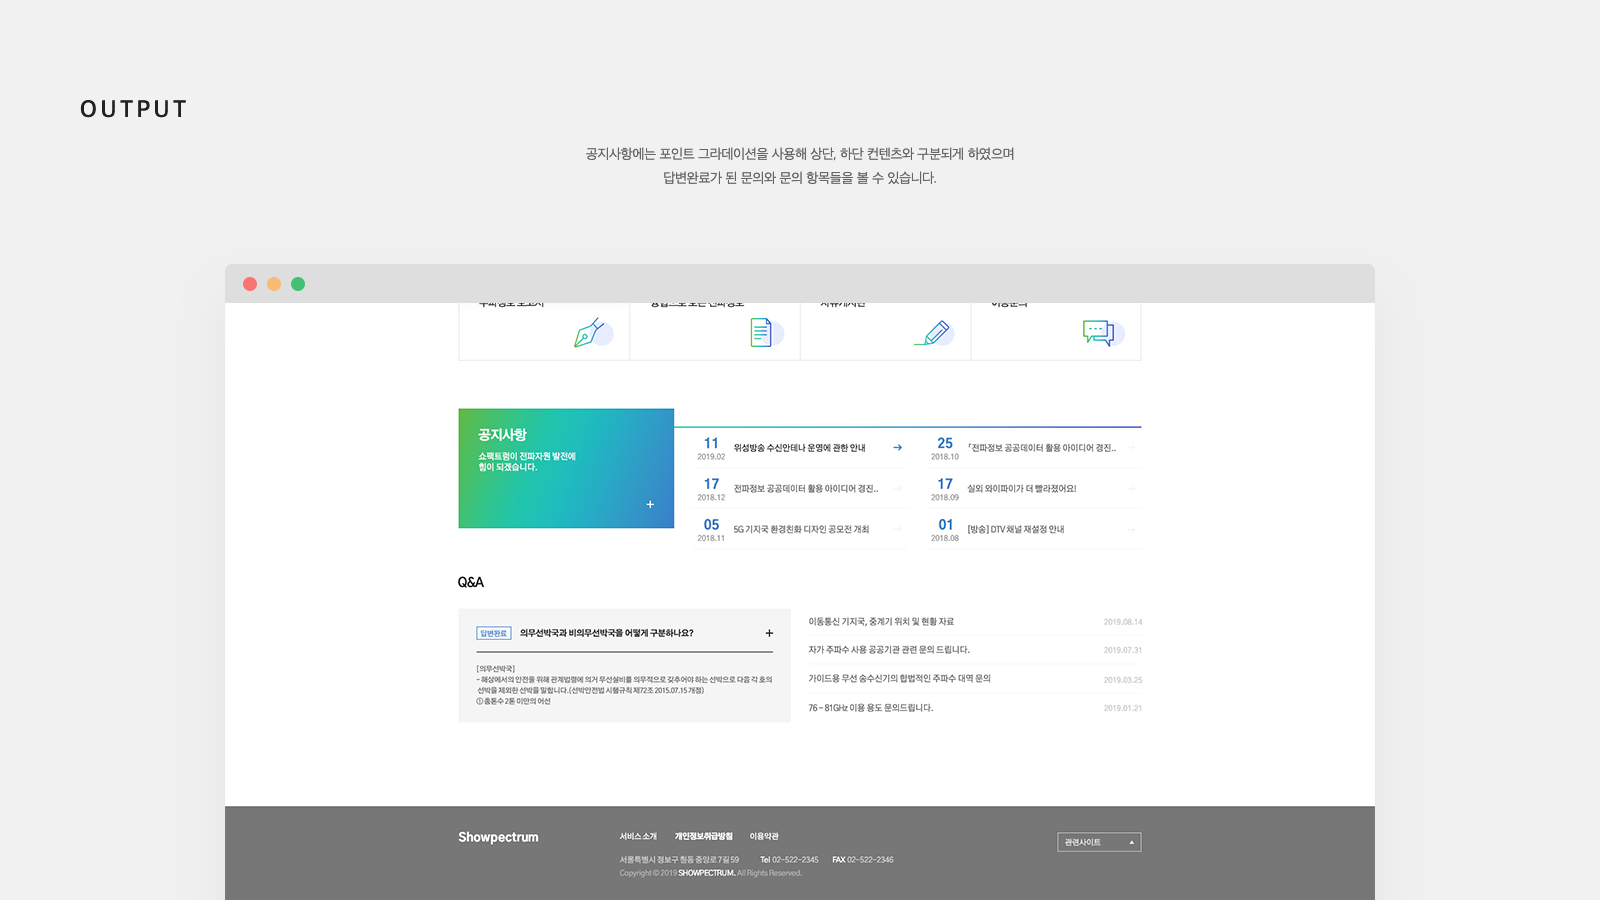 OUTPUT
공지사항에는 포인트 그라데이션을 사용해 상단, 하단 컨텐츠와 구분되게 하였으며
답변완료가 된 문의와 문의 항목들을 볼 수 있습니다.
공지사항
쇼팩트럼이 전파자원 발전에
힘이 되겠습니다.
+
11
2019.02
위성방송 수신안테나 운영에 관한 안내
25
2018.10
「전파정보 공공데이터 활용 아이디어 경진..
17
2018.12
전파정보 공공데이터 활용 아이디어 경진..
17
2018.09
실외 와이파이가 더 빨라졌어요!
05
2018.11
5G 기지국 환경친화 디자인 공모전 개최
01
2018.08
[방송] DTV 채널 재설정 안내
Q&A
답변완료 의무선박국과 비의무선박국을 어떻게 구분하나요? +
[의무선박국]
- 해상에서의 안전을 위해 관계법령에 의거 무선설비를 의무적으로 갖추어야 하는 선박으로 다음 각 호의
선박을 제외한 선박을 말합니다.(선박안전법 시행규칙 제72조 2015.07.15 개정)
① 총톤수 2톤 미만의 어선
이동통신 기지국, 중계기 위치 및 현황 자료 2019.08.14
자가 주파수 사용 공공기관 관련 문의 드립니다. 2019.07.31
가이드용 무선 송수신기의 합법적인 주파수 대역 문의 2019.03.25
76 – 81GHz 이용 용도 문의드립니다. 2019.01.21
Showpectrum
서비스 소개 개인정보취급방침 이용약관
관련사이트
서울특별시 정보구 중앙로 7길 59 Tel 02-522-2345 FAX 02-522-2346
Copyright © 2019 SHOWPECTRUM. All Rights Reserved.